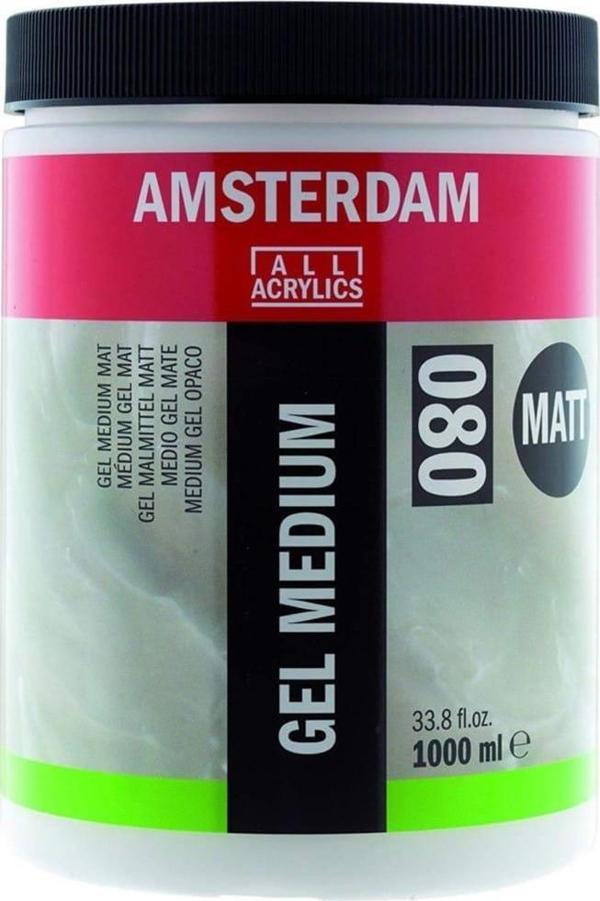 AMSTERDAM
ALL
ACRYLICS
GEL MEDIUM MAT
MÉDIUM GEL MAT
GEL MALMITTEL MATT
MEDIO GEL MATE
MEDIUM GEL OPACO
GEL MEDIUM
080
MATT
33.8 fl.oz.
1000 ml ℮